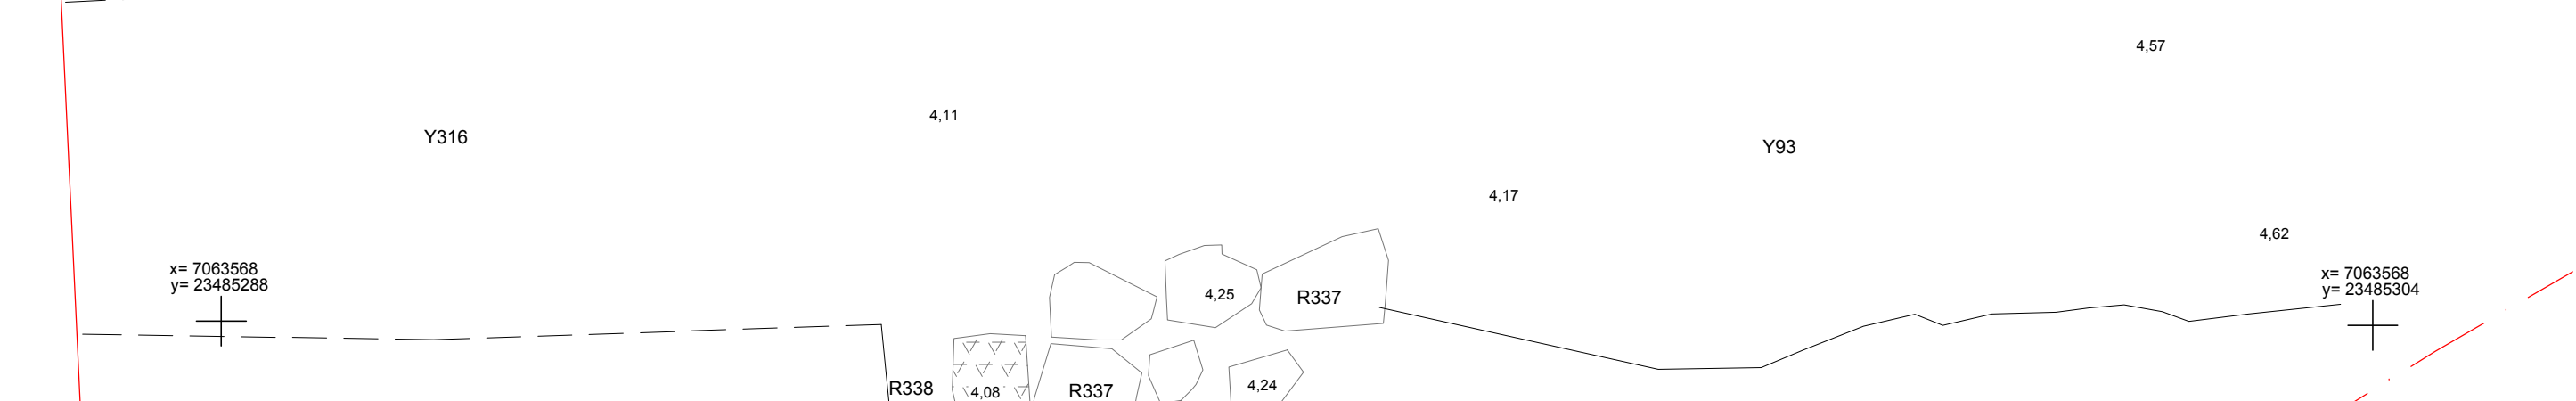 4,57
4,11
Y316
Y93
4,17
4,62
x= 7063568
y= 23485288
x= 7063568
y= 23485304
4,25
R337
R338
4,08
R337
4,24